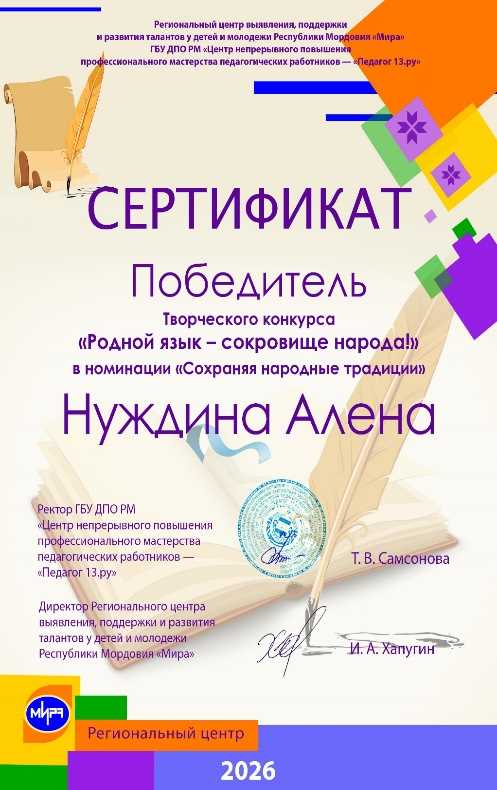 Региональный центр выявления, поддержки
и развития талантов у детей и молодежи Республики Мордовия «Мира»
ГБУ ДПО РМ «Центр непрерывного повышения
профессионального мастерства педагогических работников — «Педагог 13.ру»
СЕРТИФИКАТ
Победитель
Творческого конкурса
«Родной язык – сокровище народа!»
в номинации «Сохраняя народные традиции»
Нуждина Алена
Ректор ГБУ ДПО РМ
«Центр непрерывного повышения
профессионального мастерства
педагогических работников —
«Педагог 13.ру»
Т. В. Самсонова
Директор Регионального центра
выявления, поддержки и развития
талантов у детей и молодежи
Республики Мордовия «Мира»
И. А. Хапугин
МИРА
Региональный центр
2026